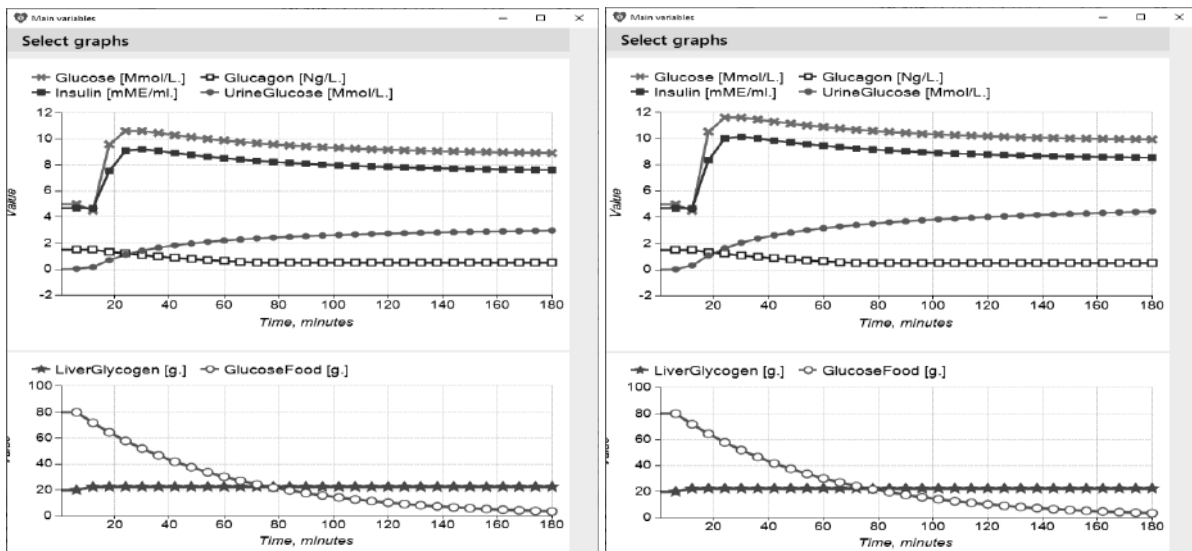 Main variables
Select graphs
Glucose [Mmol/L.] Glucagon [Ng/L.]
Insulin [mME/ml.] UrineGlucose [Mmol/L.]
12
10
8
6
4
2
0
-2
Value
20 40 60 80 100 120 140 160 180
Time, minutes
LiverGlycogen [g.] GlucoseFood [g.]
100
80
60
40
20
0
20 40 60 80 100 120 140 160 180
Time, minutes
Main variables
Select graphs
Glucose [Mmol/L.] Glucagon [Ng/L.]
Insulin [mME/ml.] UrineGlucose [Mmol/L.]
12
10
8
6
4
2
0
-2
Value
20 40 60 80 100 120 140 160 180
Time, minutes
LiverGlycogen [g.] GlucoseFood [g.]
100
80
60
40
20
0
20 40 60 80 100 120 140 160 180
Time, minutes